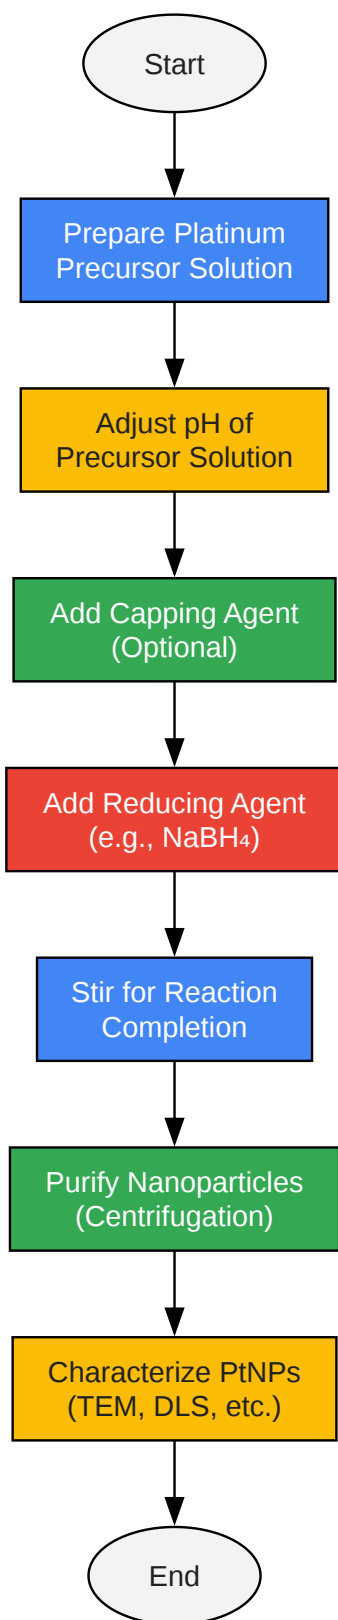 Start
Prepare Platinum
Precursor Solution
Adjust pH of
Precursor Solution
Add Capping Agent
(Optional)
Add Reducing Agent
(e.g., NaBH₄)
Stir for Reaction
Completion
Purify Nanoparticles
(Centrifugation)
Characterize PtNPs
(TEM, DLS, etc.)
End